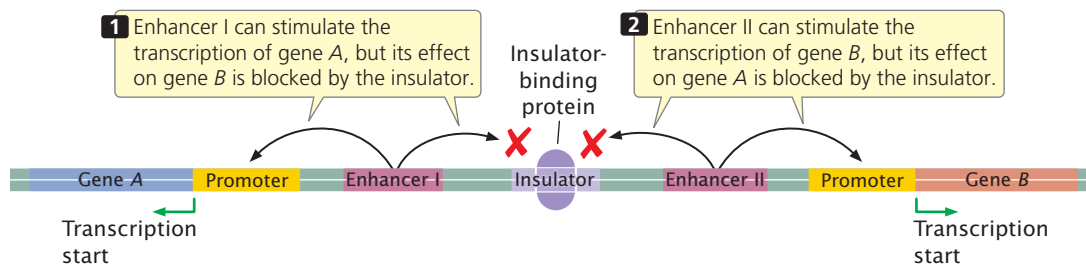 1 Enhancer I can stimulate the
transcription of gene A, but its effect
on gene B is blocked by the insulator.
Insulator-
binding
protein
2 Enhancer II can stimulate the
transcription of gene B, but its effect
on gene A is blocked by the insulator.
Gene A
Promoter
Enhancer I
Insulator
Enhancer II
Promoter
Gene B
Transcription
start
Transcription
start